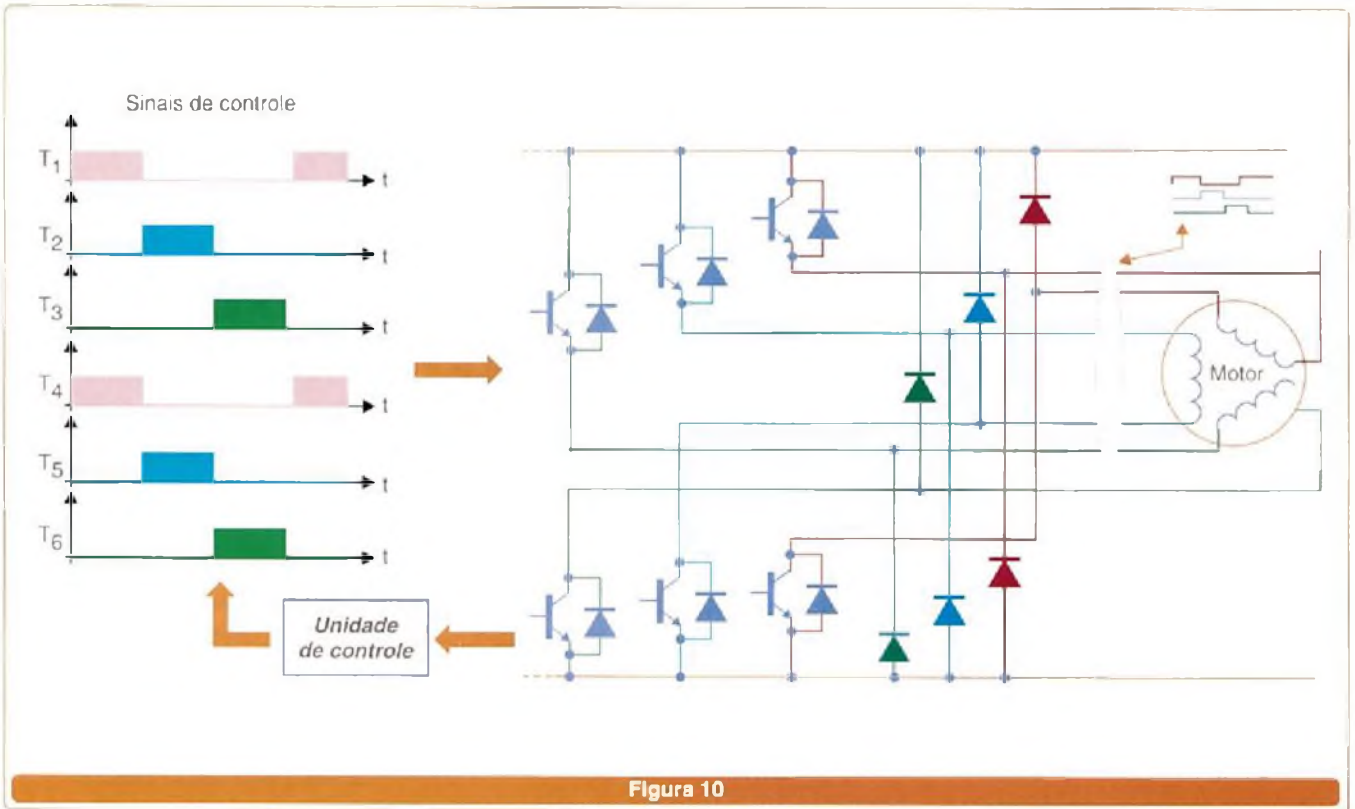 Sinais de controle
T1
t
T2
t
T3
t
T4
t
T5
t
T6
t
Unidade
de controle
Motor
Figura 10